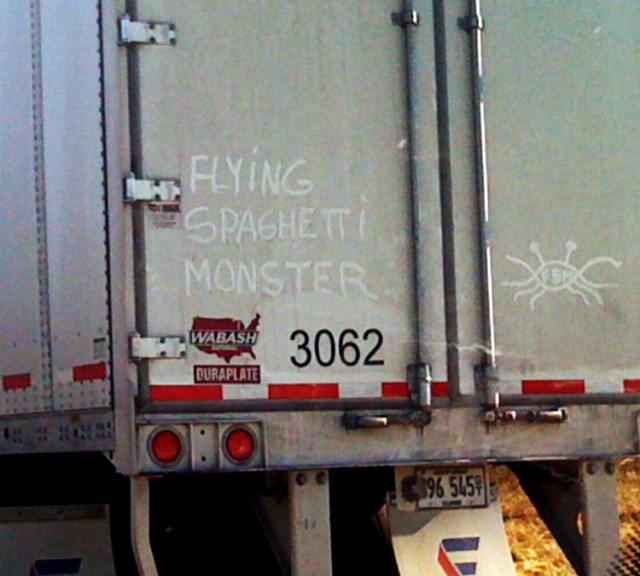 FLYiNG
SPAGHETTi
MONSTER
FSM
WABASH
DURAPLATE
3062
96 545